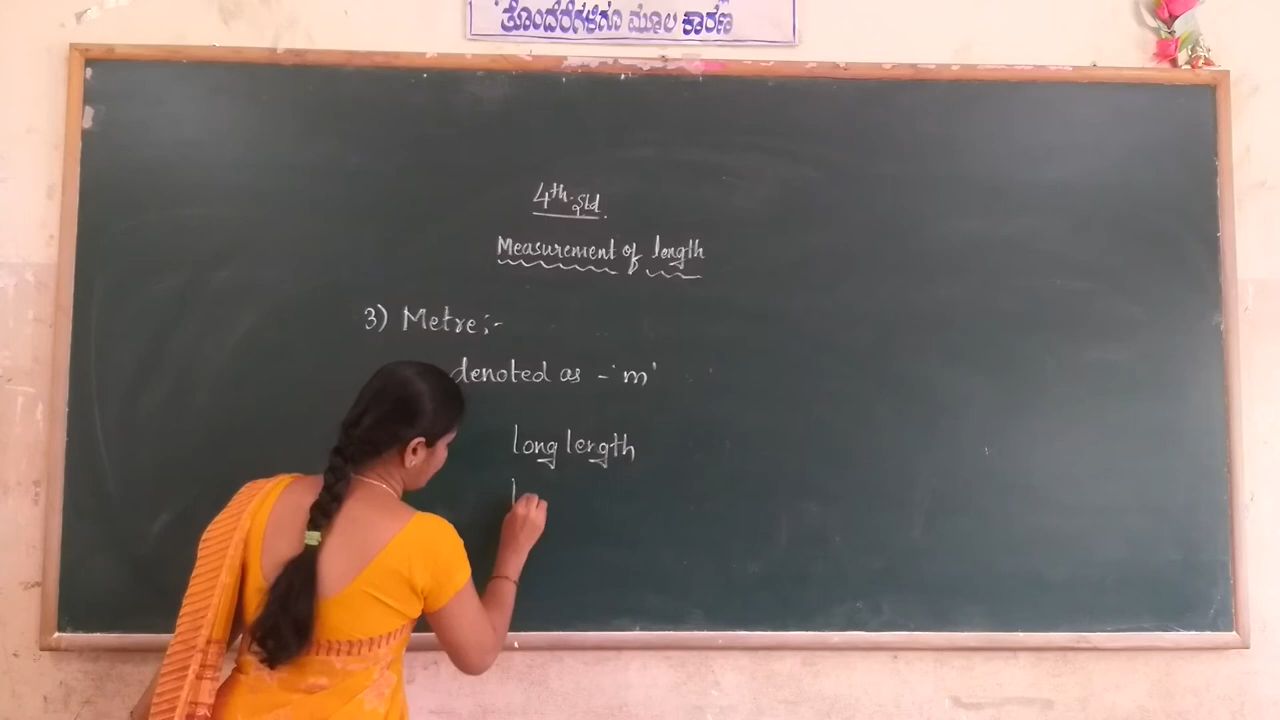 ತೊಂದರೆಗಳಿಗೂ ಮೂಲ ಕಾರಣ
4th std.
Measurement of length
3) Metre:-
denoted as - 'm'
long length